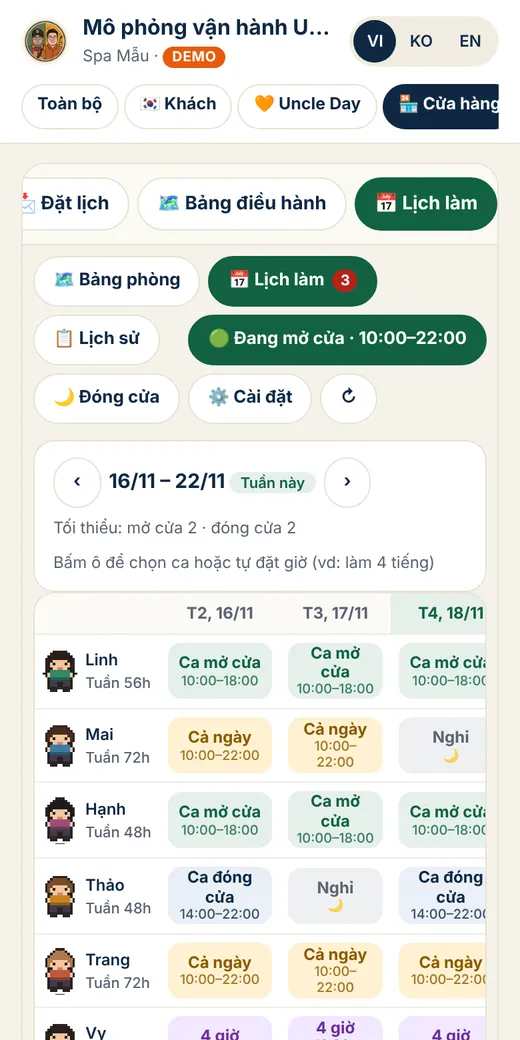 Mô phỏng vận hành U...
Spa Mẫu · DEMO
VI KO EN
Toàn bộ
Khách
Uncle Day
Cửa hàng
Đặt lịch
Bảng điều hành
Lịch làm
Bảng phòng
Lịch làm 3
Lịch sử
Đang mở cửa · 10:00–22:00
Đóng cửa
Cài đặt
‹ 16/11 – 22/11 Tuần này ›
Tối thiểu: mở cửa 2 · đóng cửa 2
Bấm ô để chọn ca hoặc tự đặt giờ (vd: làm 4 tiếng)
T2, 16/11 T3, 17/11 T4, 18/11
Linh
Tuần 56h
Ca mở cửa
10:00–18:00
Ca mở
cửa
10:00–18:00
Ca mở cửa
10:00–18:00
Mai
Tuần 72h
Cả ngày
10:00–22:00
Cả ngày
10:00–
22:00
Nghỉ
Hạnh
Tuần 48h
Ca mở cửa
10:00–18:00
Ca mở
cửa
10:00–18:00
Ca mở cửa
10:00–18:00
Thảo
Tuần 48h
Ca đóng
cửa
14:00–22:00
Nghỉ
Ca đóng
cửa
14:00–22:00
Trang
Tuần 72h
Cả ngày
10:00–22:00
Cả ngày
10:00–
22:00
Cả ngày
10:00–22:00
Vy
4 giờ
4 giờ
4 giờ